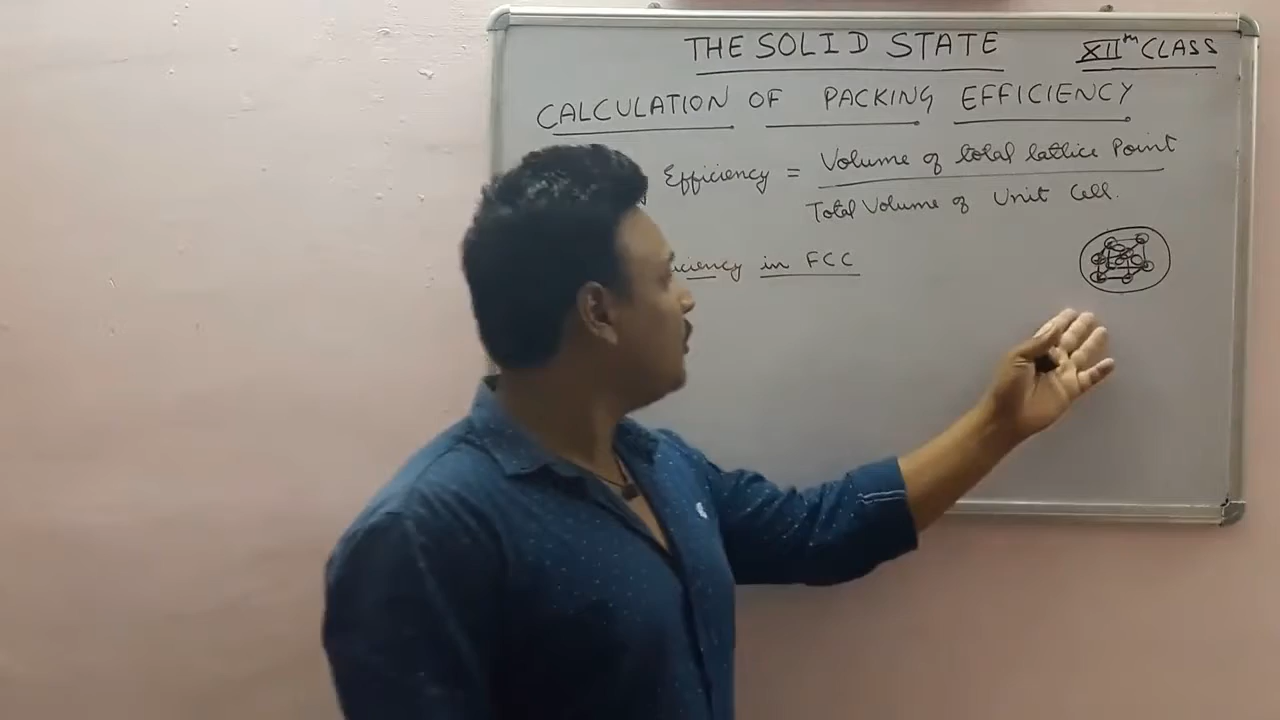 THE SOLID STATE
XIIth CLASS
CALCULATION OF PACKING EFFICIENCY
Efficiency = Volume of total lattice Point
Total Volume of Unit Cell.
in FCC